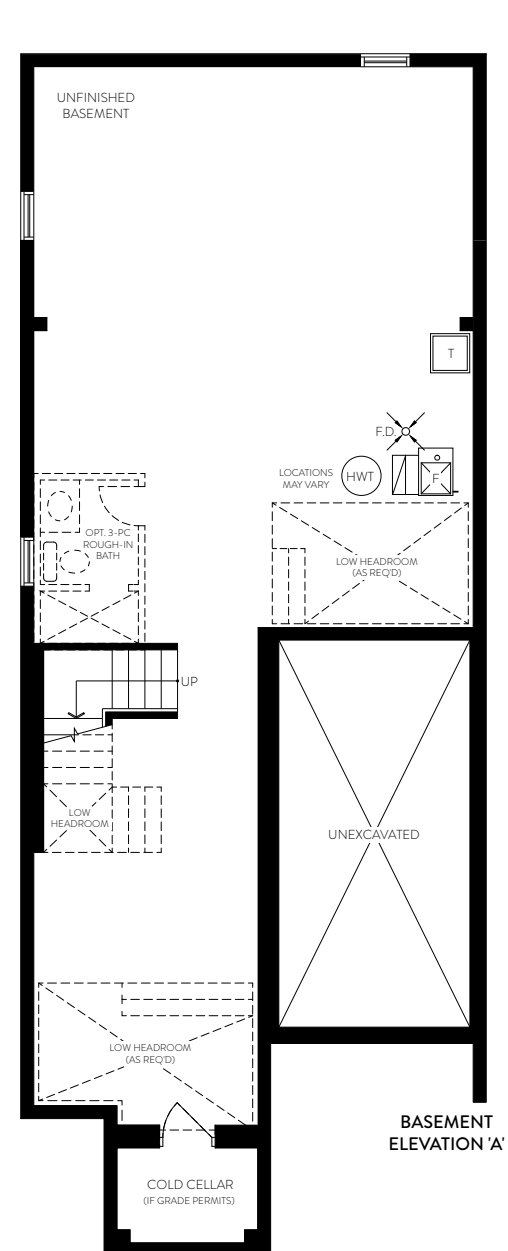 UNFINISHED
BASEMENT
T
F.D.
LOCATIONS
MAY VARY
HWT
F
OPT. 3-PC
ROUGH-IN
BATH
LOW HEADROOM
(AS REQ'D)
UP
LOW
HEADROOM
UNEXCAVATED
LOW HEADROOM
(AS REQ'D)
BASEMENT
ELEVATION 'A'
COLD CELLAR
(IF GRADE PERMITS)